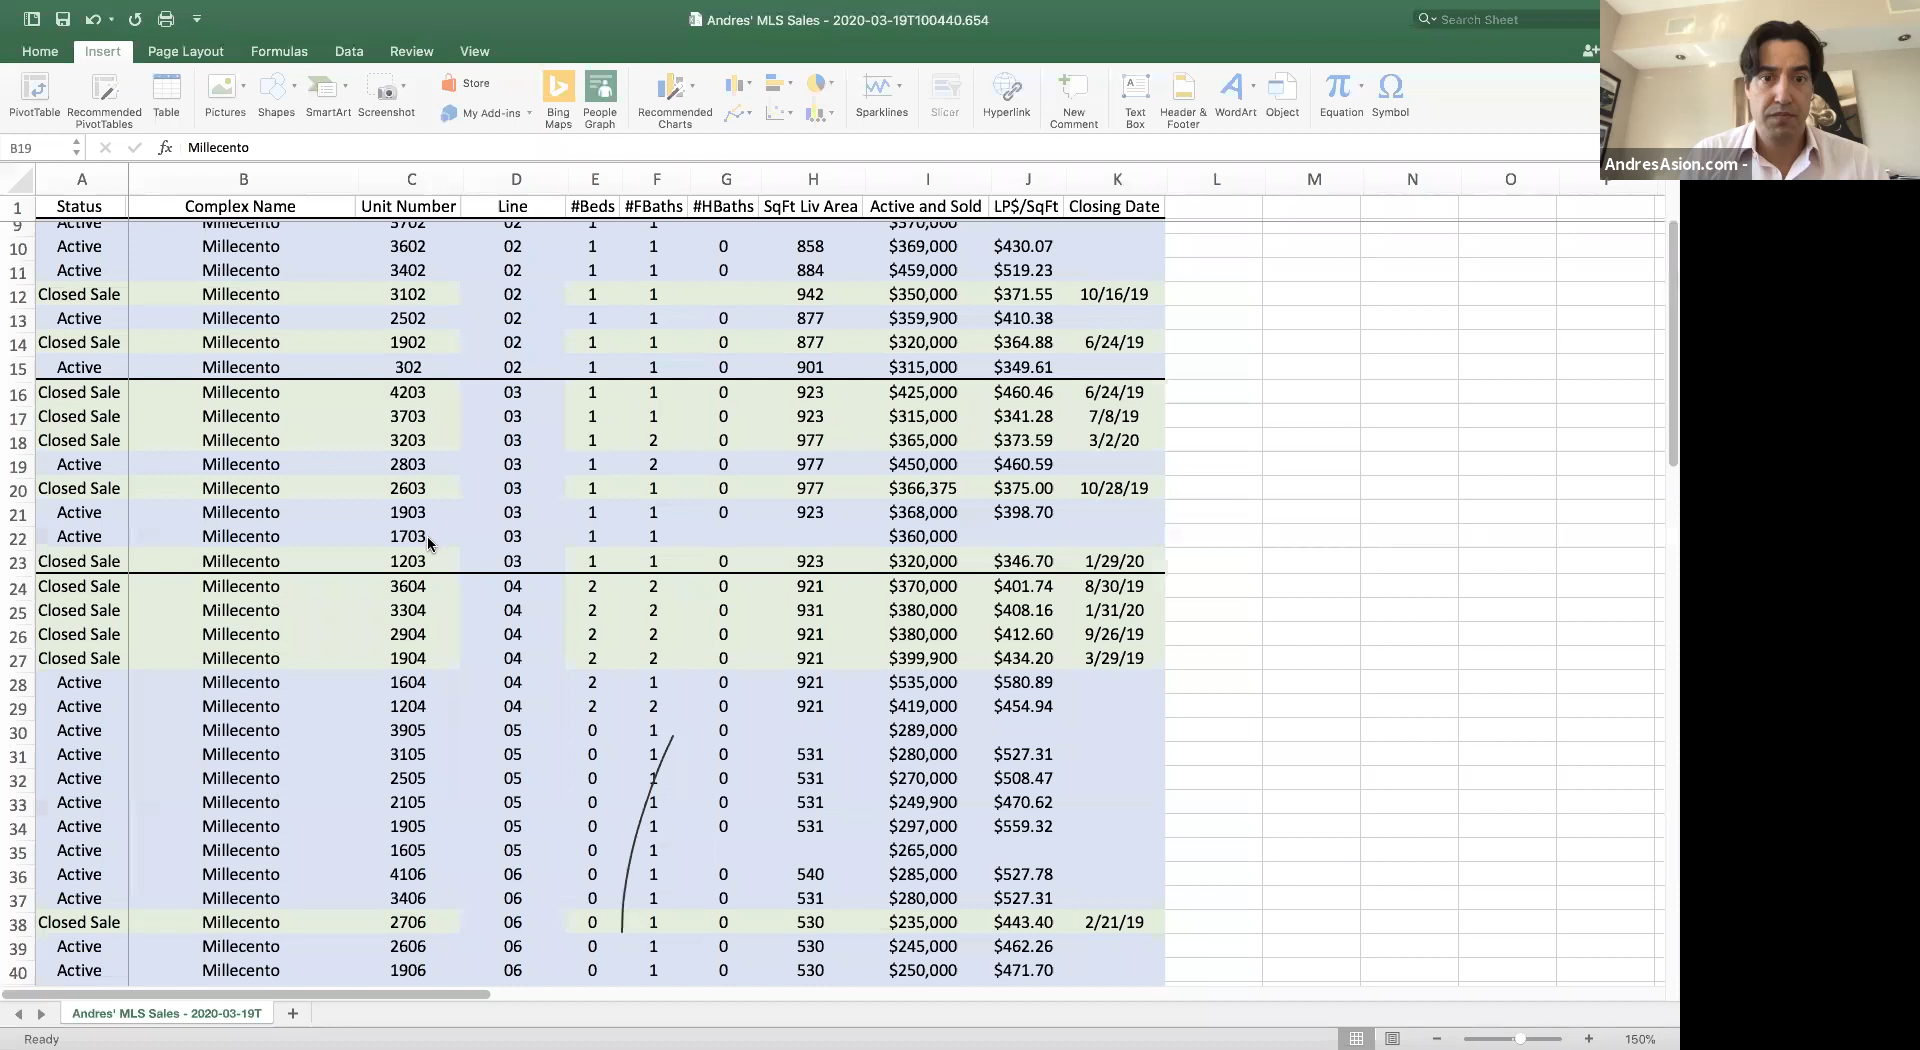 Andres' MLS Sales - 2020-03-19T100440.654
Search Sheet
Home Insert Page Layout Formulas Data Review View
PivotTable Recommended PivotTables Table Pictures Shapes SmartArt Screenshot Store My Add-ins Bing Maps People Graph Recommended Charts Sparklines Slicer Hyperlink New Comment Text Box Header & Footer WordArt Object Equation Symbol
AndresAsion.com -
B19 fx Millecento
A B C D E F G H I J K L M N O
1 Status Complex Name Unit Number Line #Beds #FBaths #HBaths SqFt Liv Area Active and Sold LP$/SqFt Closing Date
9 Active Millecento 3702 02 1 1 $370,000
10 Active Millecento 3602 02 1 1 0 858 $369,000 $430.07
11 Active Millecento 3402 02 1 1 0 884 $459,000 $519.23
12 Closed Sale Millecento 3102 02 1 1 942 $350,000 $371.55 10/16/19
13 Active Millecento 2502 02 1 1 0 877 $359,900 $410.38
14 Closed Sale Millecento 1902 02 1 1 0 877 $320,000 $364.88 6/24/19
15 Active Millecento 302 02 1 1 0 901 $315,000 $349.61
16 Closed Sale Millecento 4203 03 1 1 0 923 $425,000 $460.46 6/24/19
17 Closed Sale Millecento 3703 03 1 1 0 923 $315,000 $341.28 7/8/19
18 Closed Sale Millecento 3203 03 1 2 0 977 $365,000 $373.59 3/2/20
19 Active Millecento 2803 03 1 2 0 977 $450,000 $460.59
20 Closed Sale Millecento 2603 03 1 1 0 977 $366,375 $375.00 10/28/19
21 Active Millecento 1903 03 1 1 0 923 $368,000 $398.70
22 Active Millecento 1703 03 1 1 $360,000
23 Closed Sale Millecento 1203 03 1 1 0 923 $320,000 $346.70 1/29/20
24 Closed Sale Millecento 3604 04 2 2 0 921 $370,000 $401.74 8/30/19
25 Closed Sale Millecento 3304 04 2 2 0 931 $380,000 $408.16 1/31/20
26 Closed Sale Millecento 2904 04 2 2 0 921 $380,000 $412.60 9/26/19
27 Closed Sale Millecento 1904 04 2 2 0 921 $399,900 $434.20 3/29/19
28 Active Millecento 1604 04 2 1 0 921 $535,000 $580.89
29 Active Millecento 1204 04 2 2 0 921 $419,000 $454.94
30 Active Millecento 3905 05 0 1 0 $289,000
31 Active Millecento 3105 05 0 1 0 531 $280,000 $527.31
32 Active Millecento 2505 05 0 1 0 531 $270,000 $508.47
33 Active Millecento 2105 05 0 1 0 531 $249,900 $470.62
34 Active Millecento 1905 05 0 1 0 531 $297,000 $559.32
35 Active Millecento 1605 05 0 1 $265,000
36 Active Millecento 4106 06 0 1 0 540 $285,000 $527.78
37 Active Millecento 3406 06 0 1 0 531 $280,000 $527.31
38 Closed Sale Millecento 2706 06 0 1 0 530 $235,000 $443.40 2/21/19
39 Active Millecento 2606 06 0 1 0 530 $245,000 $462.26
40 Active Millecento 1906 06 0 1 0 530 $250,000 $471.70
Andres' MLS Sales - 2020-03-19T +
Ready 150%